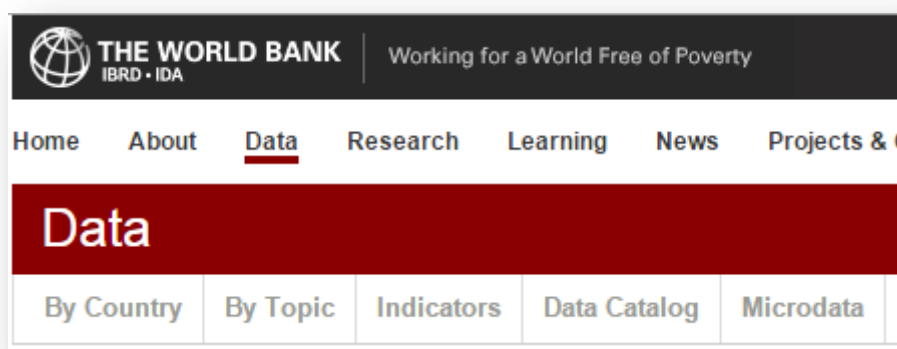 THE WORLD BANK
IBRD • IDA
Working for a World Free of Poverty
Home About Data Research Learning News Projects &
Data
By Country By Topic Indicators Data Catalog Microdata